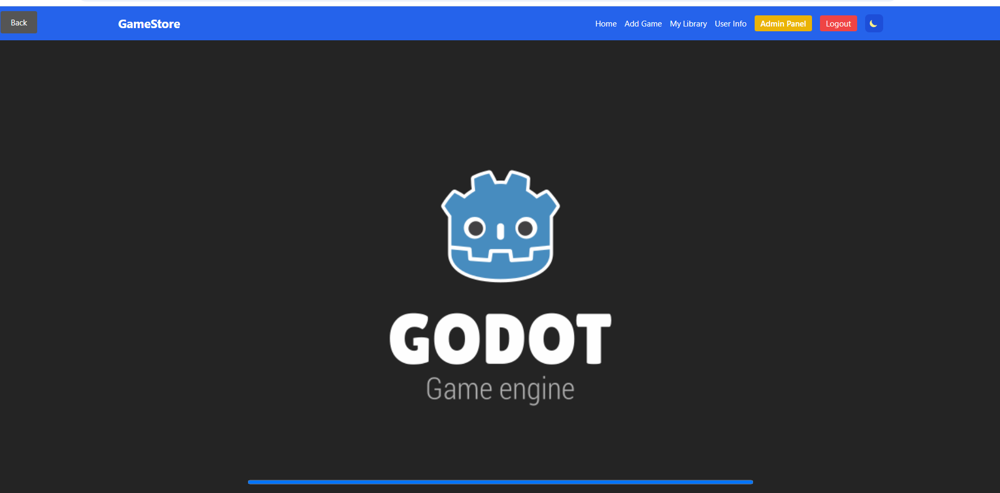 Back
GameStore
Home Add Game My Library User Info Admin Panel Logout
GODOT
Game engine